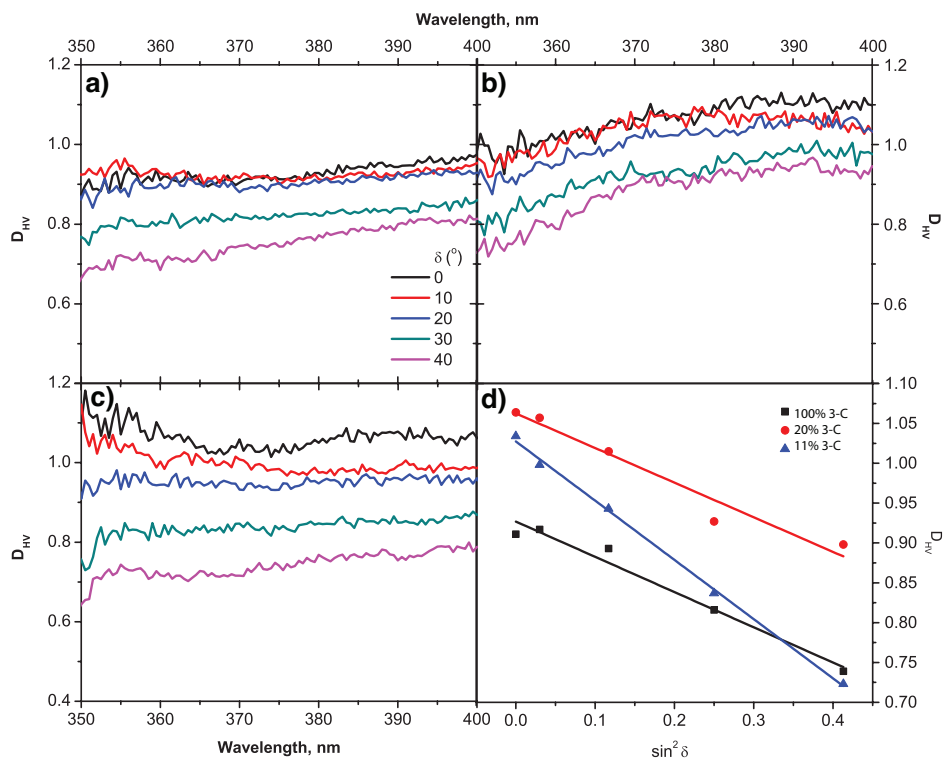 Wavelength, nm
350 360 370 380 390 400 350 360 370 380 390 400
1.2
1.0
0.8
0.6
D_HV
a)
δ (°)
0
10
20
30
40
b)
1.2
1.0
0.8
0.6
D_HV
1.2
1.0
0.8
0.6
0.4
D_HV
c)
350 360 370 380 390 400
Wavelength, nm
d)
100% 3-C
20% 3-C
11% 3-C
1.10
1.05
1.00
0.95
0.90
0.85
0.80
0.75
0.70
D_HV
0.0 0.1 0.2 0.3 0.4
sin² δ